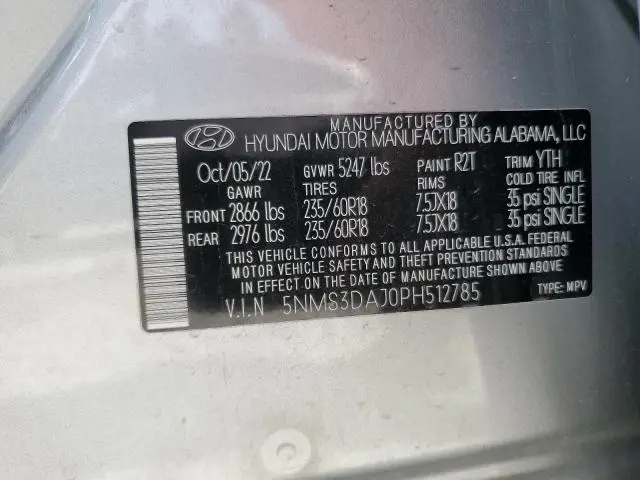 MANUFACTURED BY
HYUNDAI MOTOR MANUFACTURING ALABAMA, LLC
Oct/05/22 GVWR 5247 lbs PAINT R2T TRIM YTH
GAWR TIRES RIMS COLD TIRE INFL
FRONT 2866 lbs 235/60R18 7.5JX18 35 psi SINGLE
REAR 2976 lbs 235/60R18 7.5JX18 35 psi SINGLE
THIS VEHICLE CONFORMS TO ALL APPLICABLE U.S.A. FEDERAL
MOTOR VEHICLE SAFETY AND THEFT PREVENTION STANDARDS
IN EFFECT ON THE DATE OF MANUFACTURE SHOWN ABOVE.
V.I.N 5NMS3DAJ0PH512785 TYPE: MPV